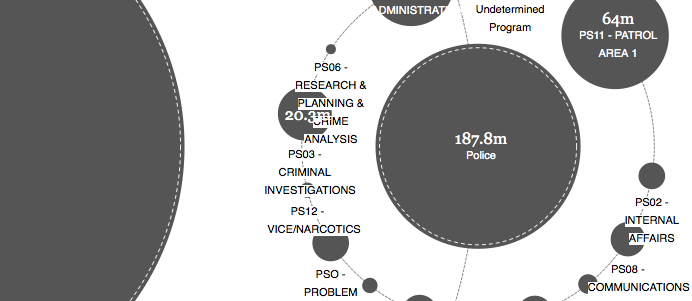 DMINISTRAT
Undetermined
Program
64m
PS11 - PATROL
AREA 1
PS06 -
RESEARCH &
PLANNING &
CRIME
ANALYSIS
20.3m
PS03 -
CRIMINAL
INVESTIGATIONS
PS12 -
VICE/NARCOTICS
PSO -
PROBLEM
187.8m
Police
PS02 -
INTERNAL
AFFAIRS
PS08 -
COMMUNICATIONS